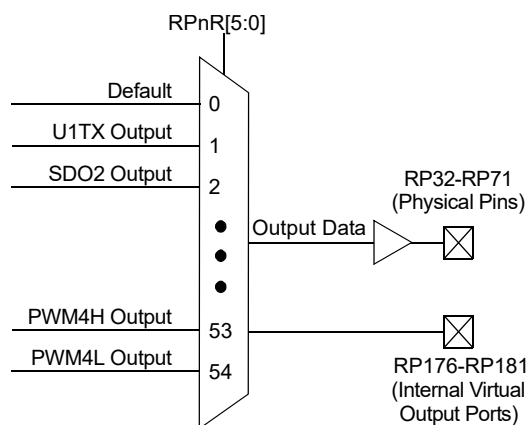 RPnR[5:0]
Default
0
U1TX Output
1
SDO2 Output
2
Output Data
RP32-RP71
(Physical Pins)
PWM4H Output
53
PWM4L Output
54
RP176-RP181
(Internal Virtual
Output Ports)